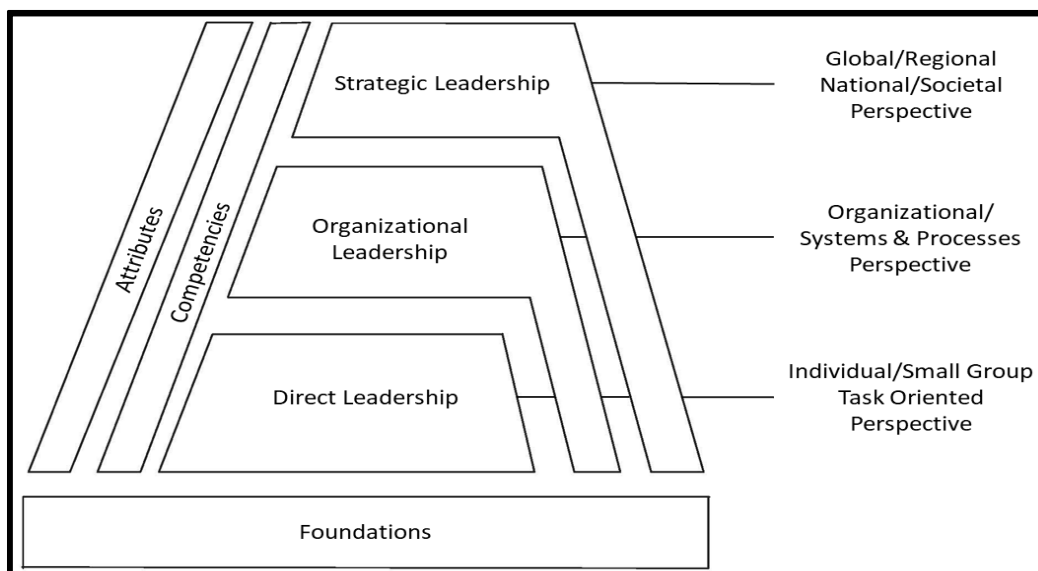 Attributes
Competencies
Strategic Leadership
Global/Regional
National/Societal
Perspective
Organizational
Leadership
Organizational/
Systems & Processes
Perspective
Direct Leadership
Individual/Small Group
Task Oriented
Perspective
Foundations